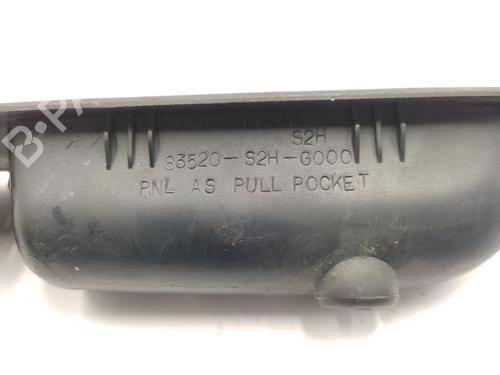 S2H
83520-S2H-G000
PNL AS PULL POCKET